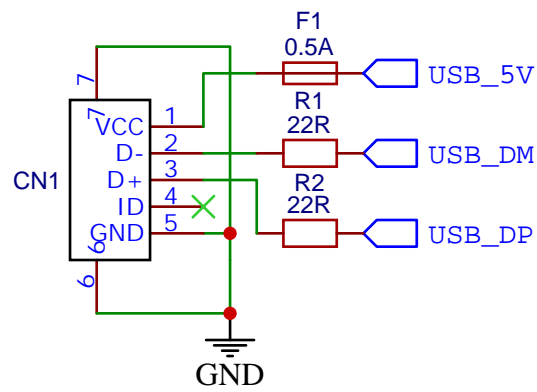 F1
0.5A
USB_5V
7
7
1
VCC
R1
22R
2
D-
USB_DM
CN1
3
D+
R2
22R
4
ID
5
GND
USB_DP
6
6
GND